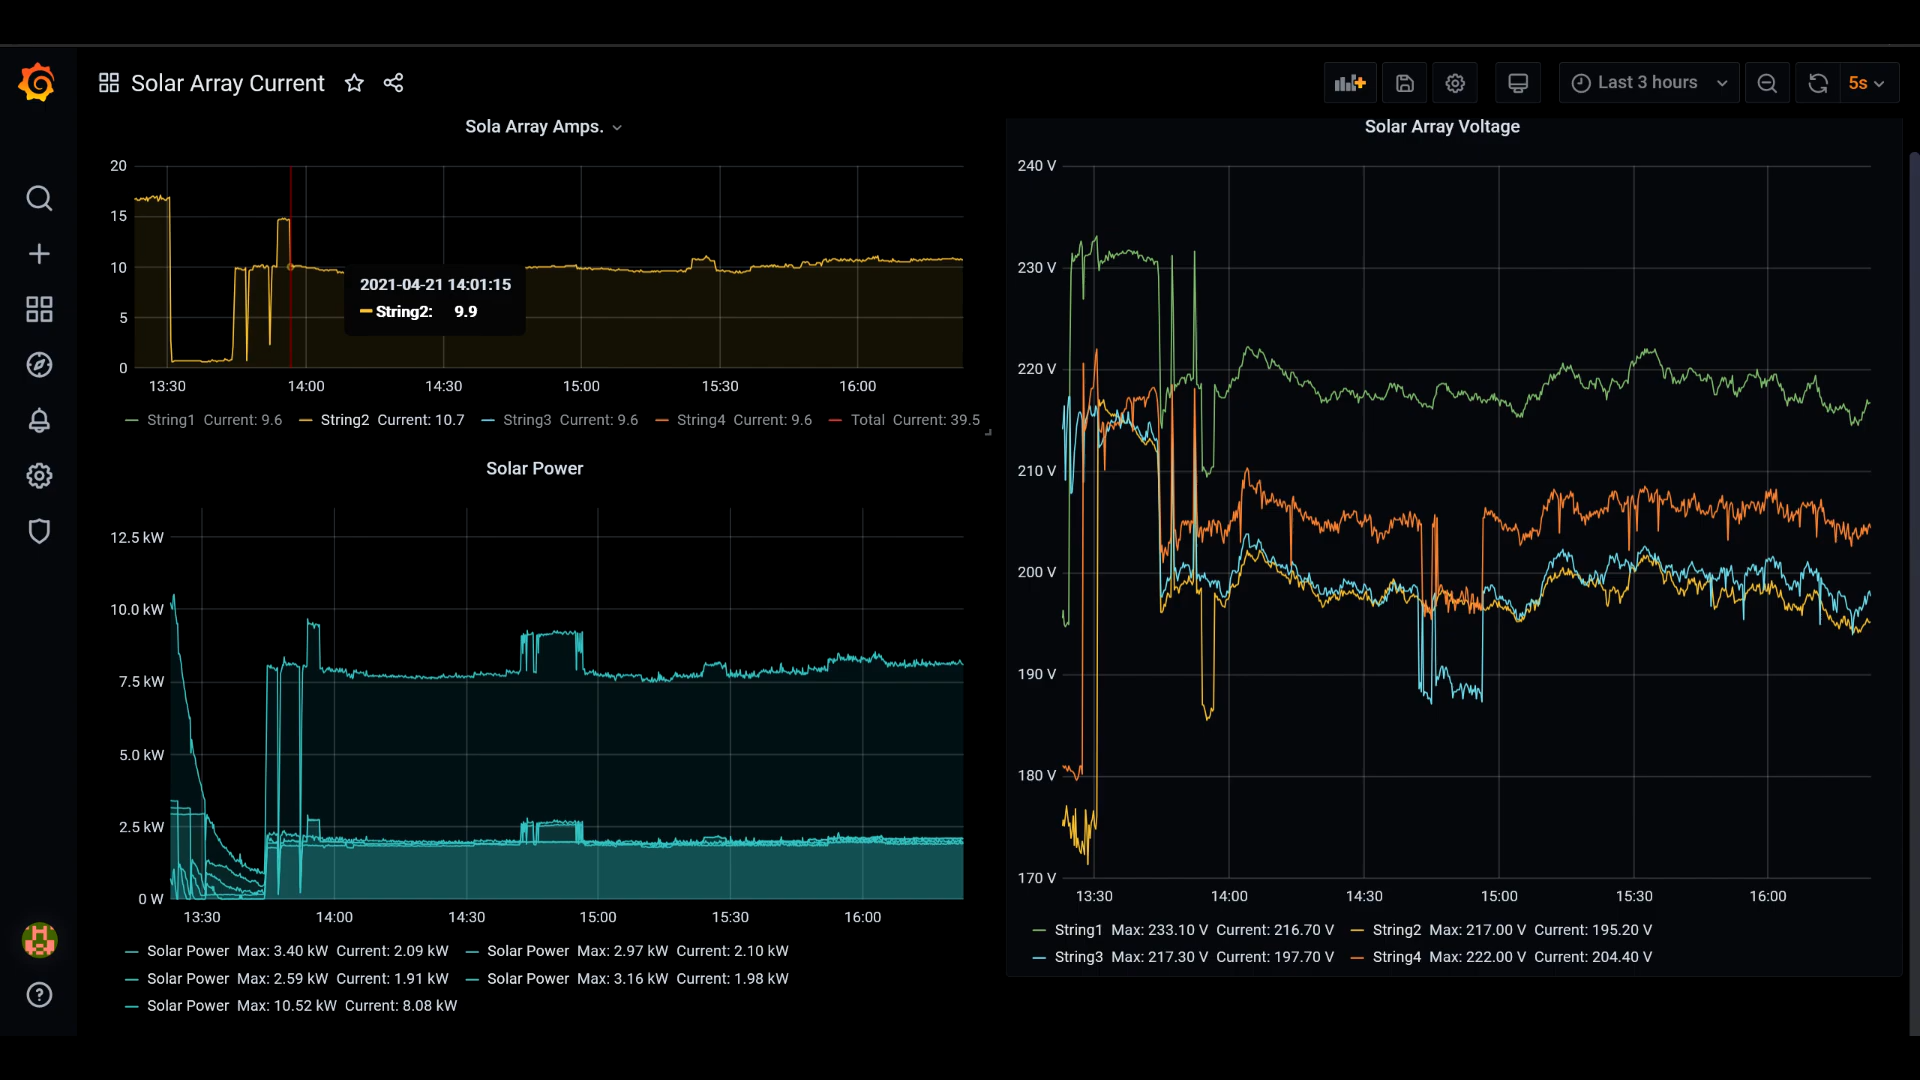 Solar Array Current
Last 3 hours
5s
Sola Array Amps.
20
15
10
5
0
2021-04-21 14:01:15
String2: 9.9
13:30 14:00 14:30 15:00 15:30 16:00
String1 Current: 9.6 String2 Current: 10.7 String3 Current: 9.6 String4 Current: 9.6 Total Current: 39.5
Solar Power
12.5 kW
10.0 kW
7.5 kW
5.0 kW
2.5 kW
0 W
13:30 14:00 14:30 15:00 15:30 16:00
Solar Power Max: 3.40 kW Current: 2.09 kW Solar Power Max: 2.97 kW Current: 2.10 kW
Solar Power Max: 2.59 kW Current: 1.91 kW Solar Power Max: 3.16 kW Current: 1.98 kW
Solar Power Max: 10.52 kW Current: 8.08 kW
Solar Array Voltage
240 V
230 V
220 V
210 V
200 V
190 V
180 V
170 V
13:30 14:00 14:30 15:00 15:30 16:00
String1 Max: 233.10 V Current: 216.70 V String2 Max: 217.00 V Current: 195.20 V
String3 Max: 217.30 V Current: 197.70 V String4 Max: 222.00 V Current: 204.40 V